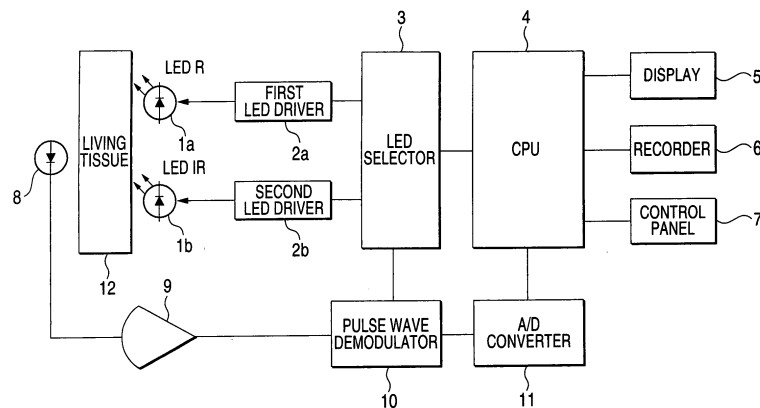 3
4
LED R
FIRST
LED DRIVER
1a
2a
LED IR
SECOND
LED DRIVER
1b
2b
LIVING
TISSUE
8
12
LED
SELECTOR
CPU
DISPLAY
5
RECORDER
6
CONTROL
PANEL
7
9
PULSE WAVE
DEMODULATOR
10
A/D
CONVERTER
11